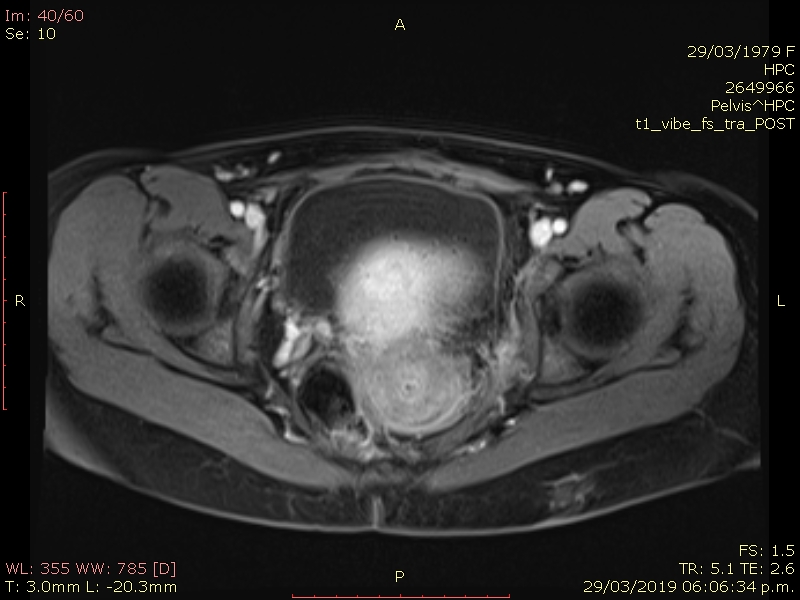 Im: 40/60
Se: 10
A
29/03/1979 F
HPC
2649966
Pelvis^HPC
t1_vibe_fs_tra_POST
R
L
WL: 355 WW: 785 [D]
T: 3.0mm L: -20.3mm
P
FS: 1.5
TR: 5.1 TE: 2.6
29/03/2019 06:06:34 p.m.